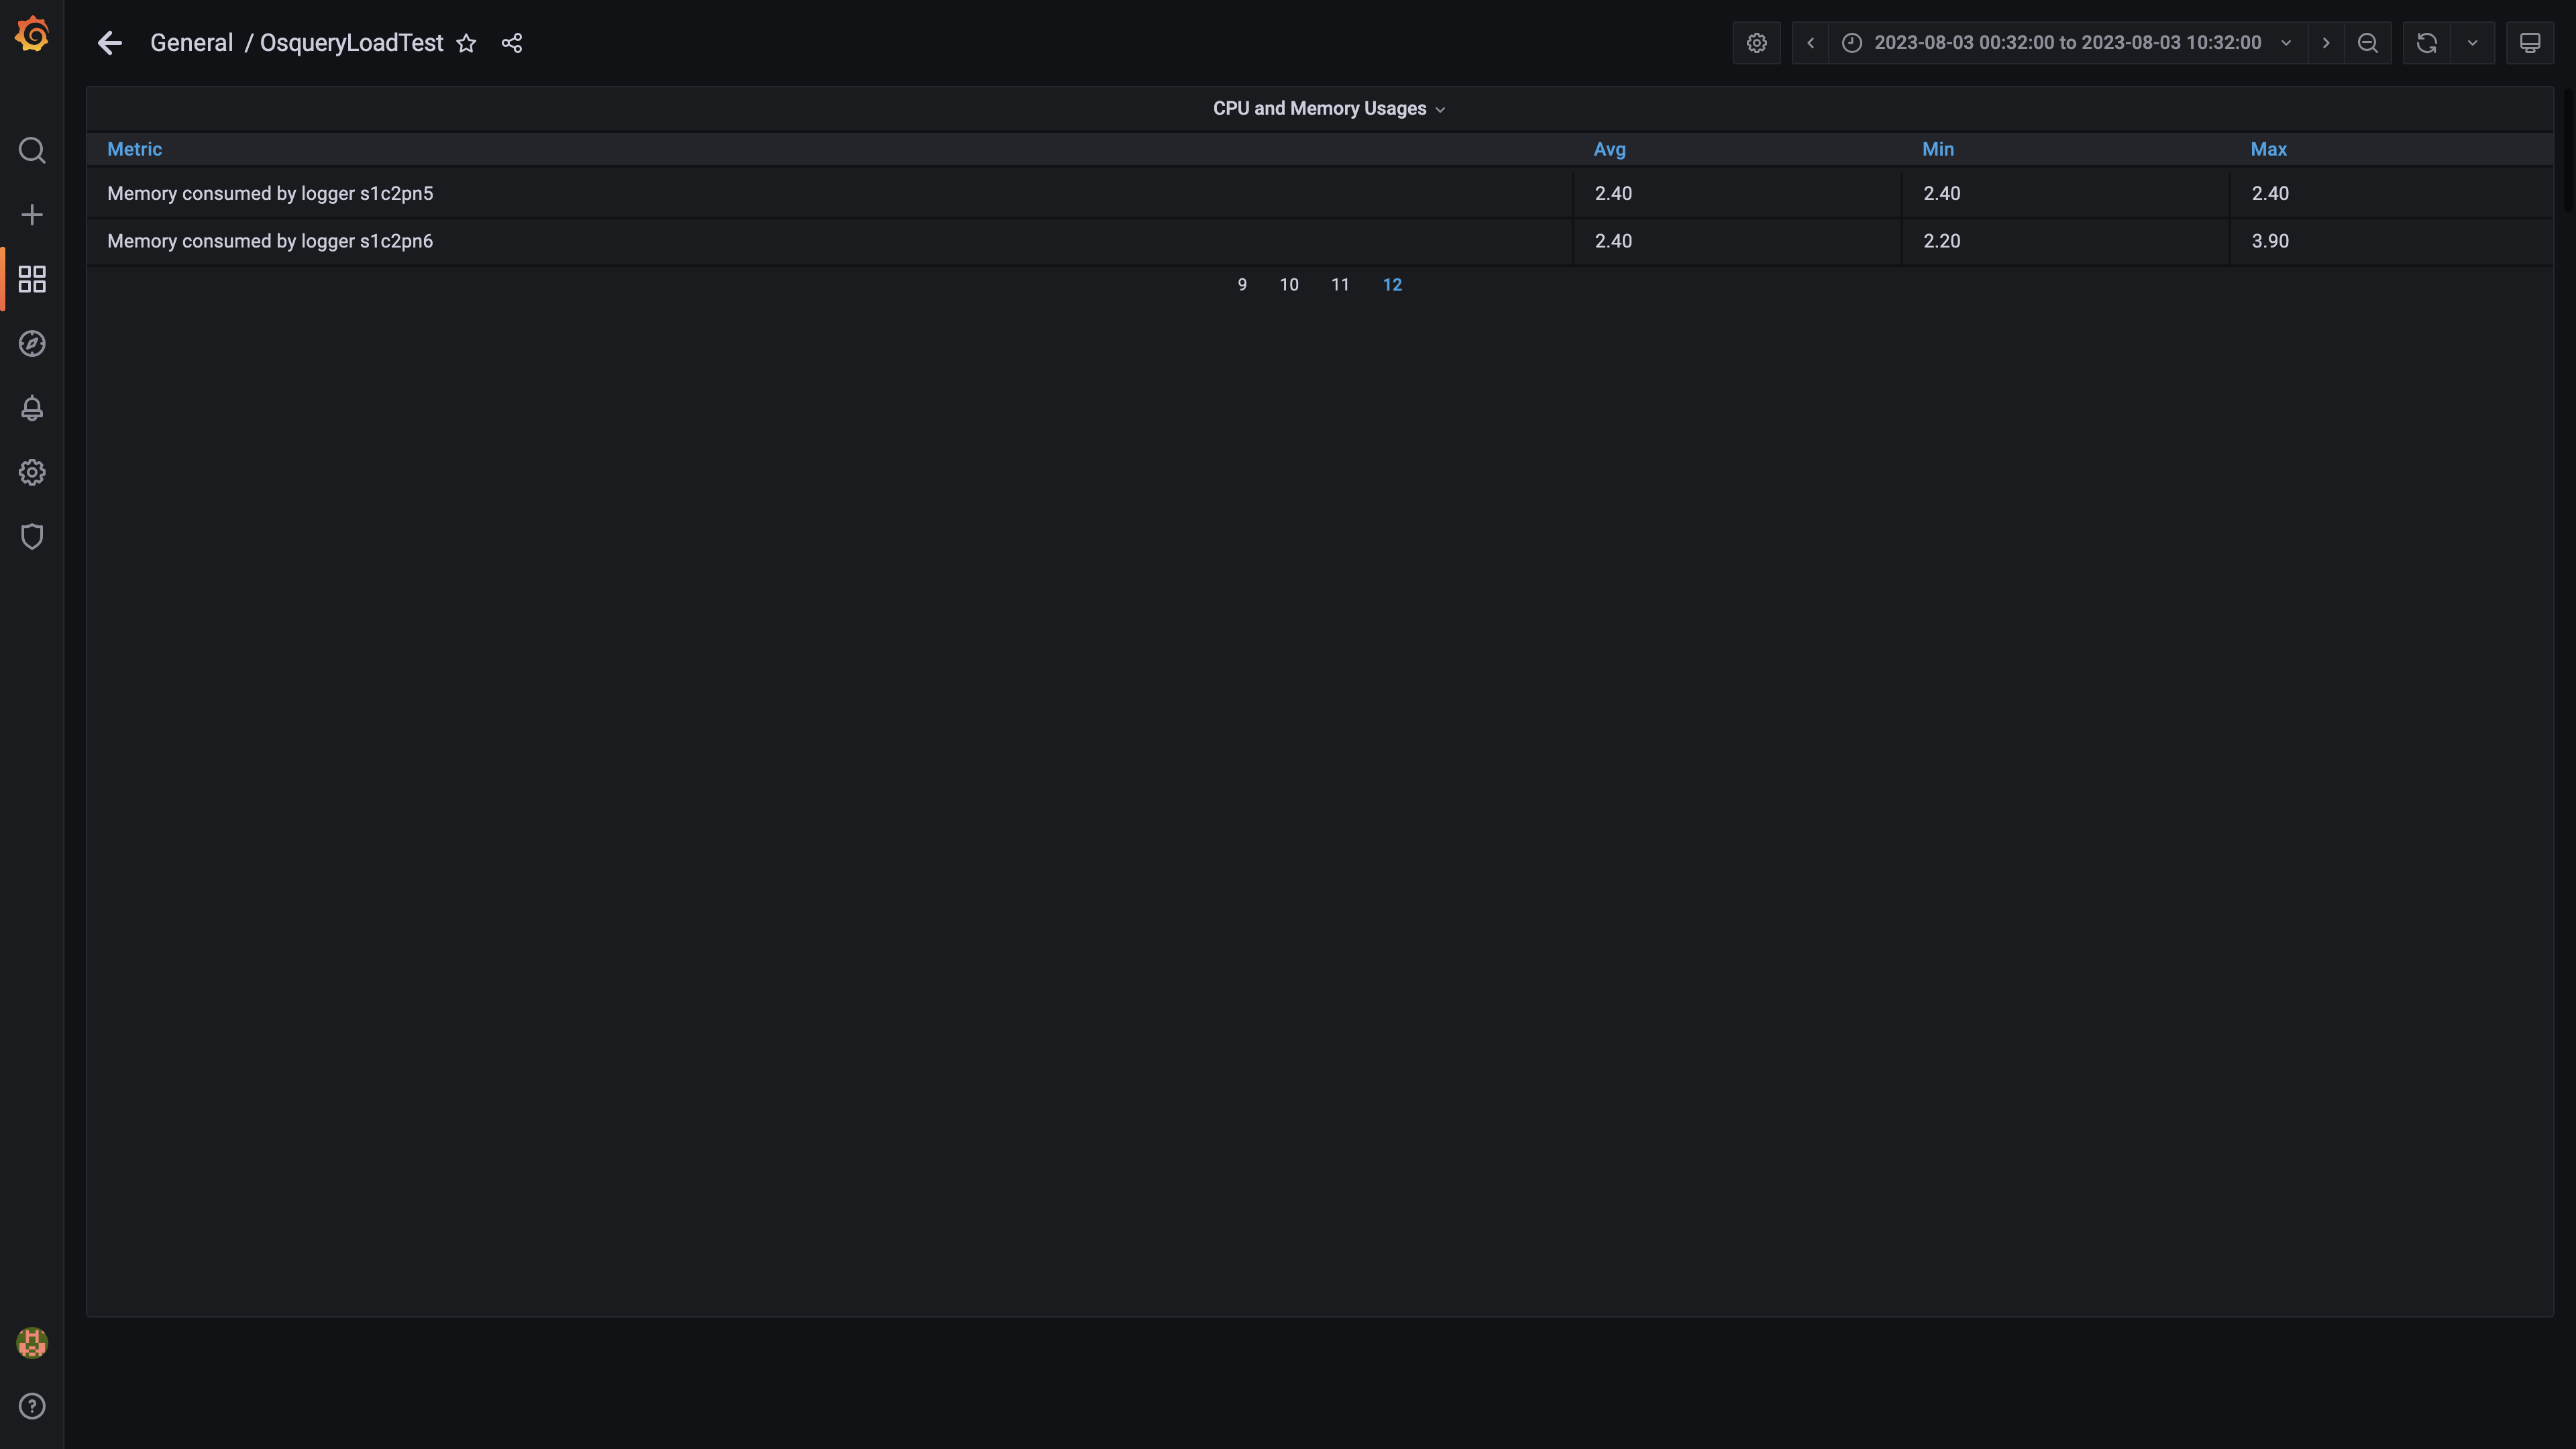 General / OsqueryLoadTest
2023-08-03 00:32:00 to 2023-08-03 10:32:00
CPU and Memory Usages
Metric Avg Min Max
Memory consumed by logger s1c2pn5 2.40 2.40 2.40
Memory consumed by logger s1c2pn6 2.40 2.20 3.90
9 10 11 12